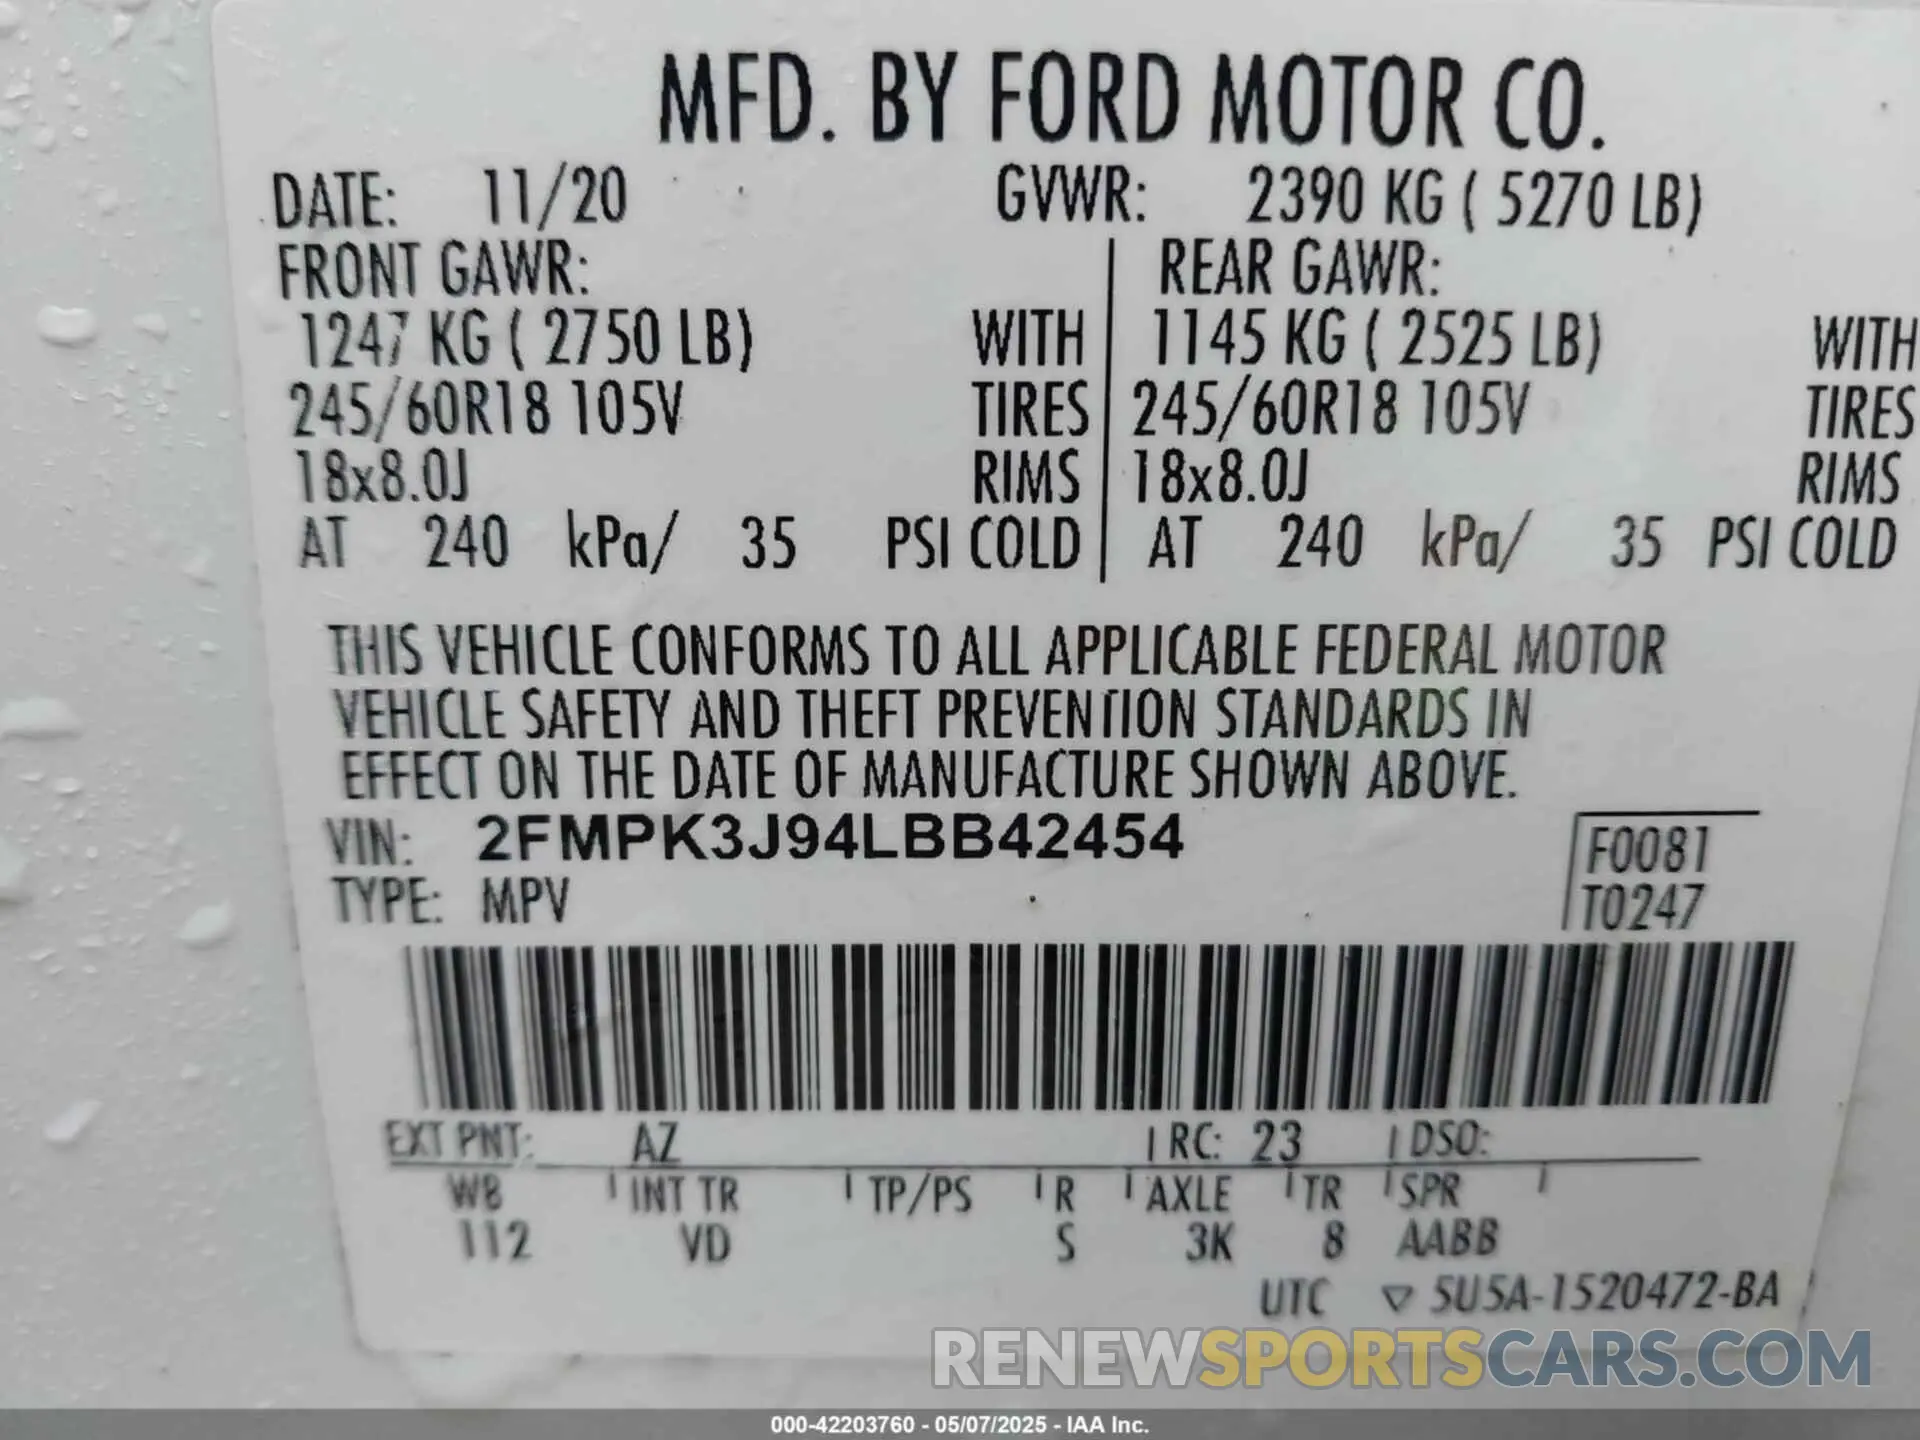 MFD. BY FORD MOTOR CO.
DATE: 11/20 GVWR: 2390 KG ( 5270 LB)
FRONT GAWR: REAR GAWR:
1247 KG ( 2750 LB) WITH 1145 KG ( 2525 LB) WITH
245/60R18 105V TIRES 245/60R18 105V TIRES
18x8.0J RIMS 18x8.0J RIMS
AT 240 kPa/ 35 PSI COLD AT 240 kPa/ 35 PSI COLD
THIS VEHICLE CONFORMS TO ALL APPLICABLE FEDERAL MOTOR
VEHICLE SAFETY AND THEFT PREVENTION STANDARDS IN
EFFECT ON THE DATE OF MANUFACTURE SHOWN ABOVE.
VIN: 2FMPK3J94LBB42454 F0081
TYPE: MPV T0247
EXT PNT: AZ RC: 23 DSO:
WB INT TR TP/PS R AXLE TR SPR
112 VD S 3K 8 AABB
UTC ▽ 5U5A-1520472-BA
RENEWSPORTSCARS.COM
000-42203760 - 05/07/2025 - IAA Inc.